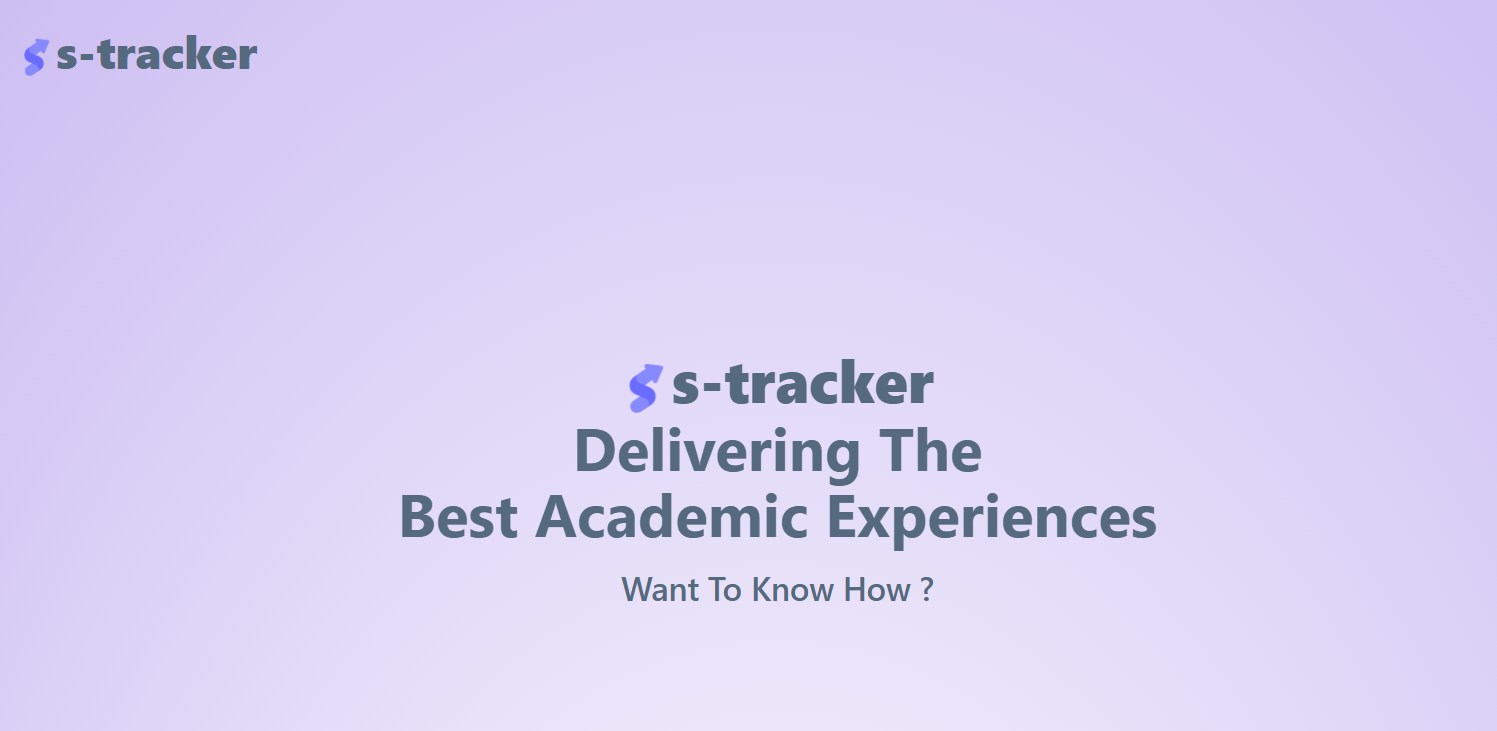 s-tracker
s-tracker
Delivering The
Best Academic Experiences
Want To Know How ?